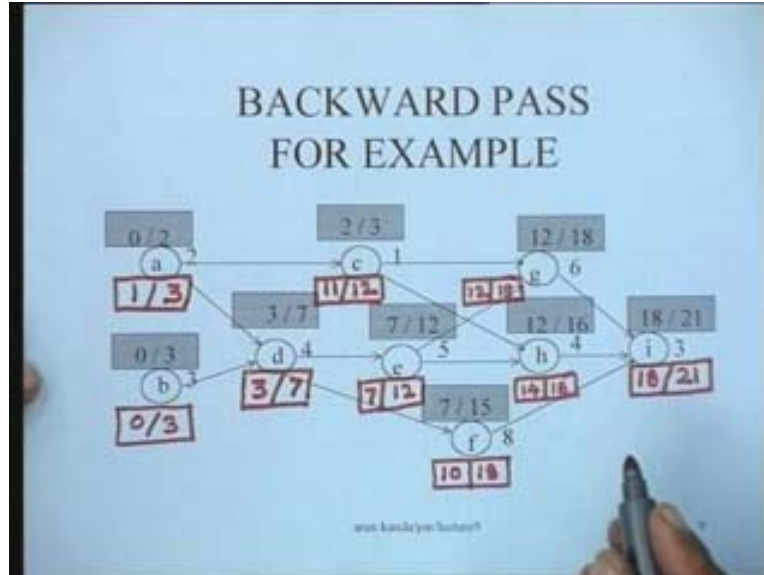 BACKWARD PASS
FOR EXAMPLE
0 / 2
2 / 3
12 / 18
a
2
c
1
g
6
1/3
11/12
12 18
3 / 7
7 / 12
12 / 16
18 / 21
0 / 3
d
4
e
5
h
4
i
3
b
3
3/7
7 12
14 18
18/21
7 / 15
0/3
f
8
10 18